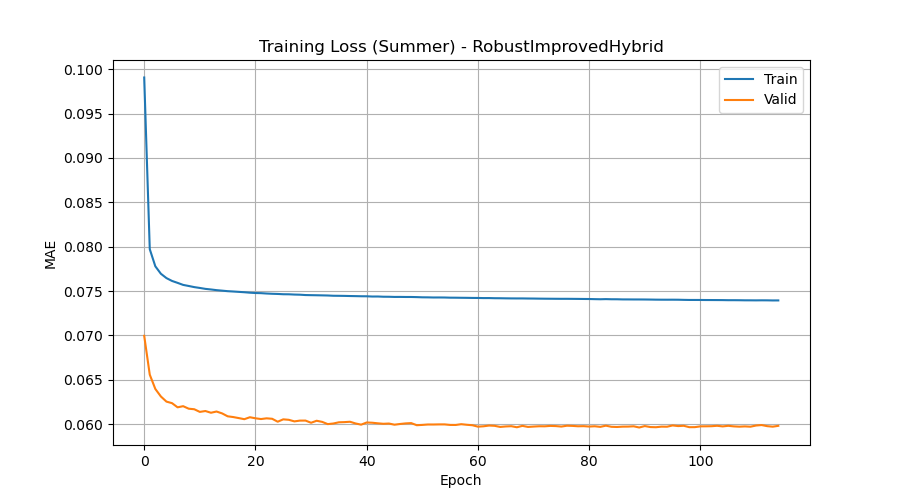 Training Loss (Summer) - RobustImprovedHybrid
Train
Valid
MAE
0.100
0.095
0.090
0.085
0.080
0.075
0.070
0.065
0.060
0 20 40 60 80 100
Epoch